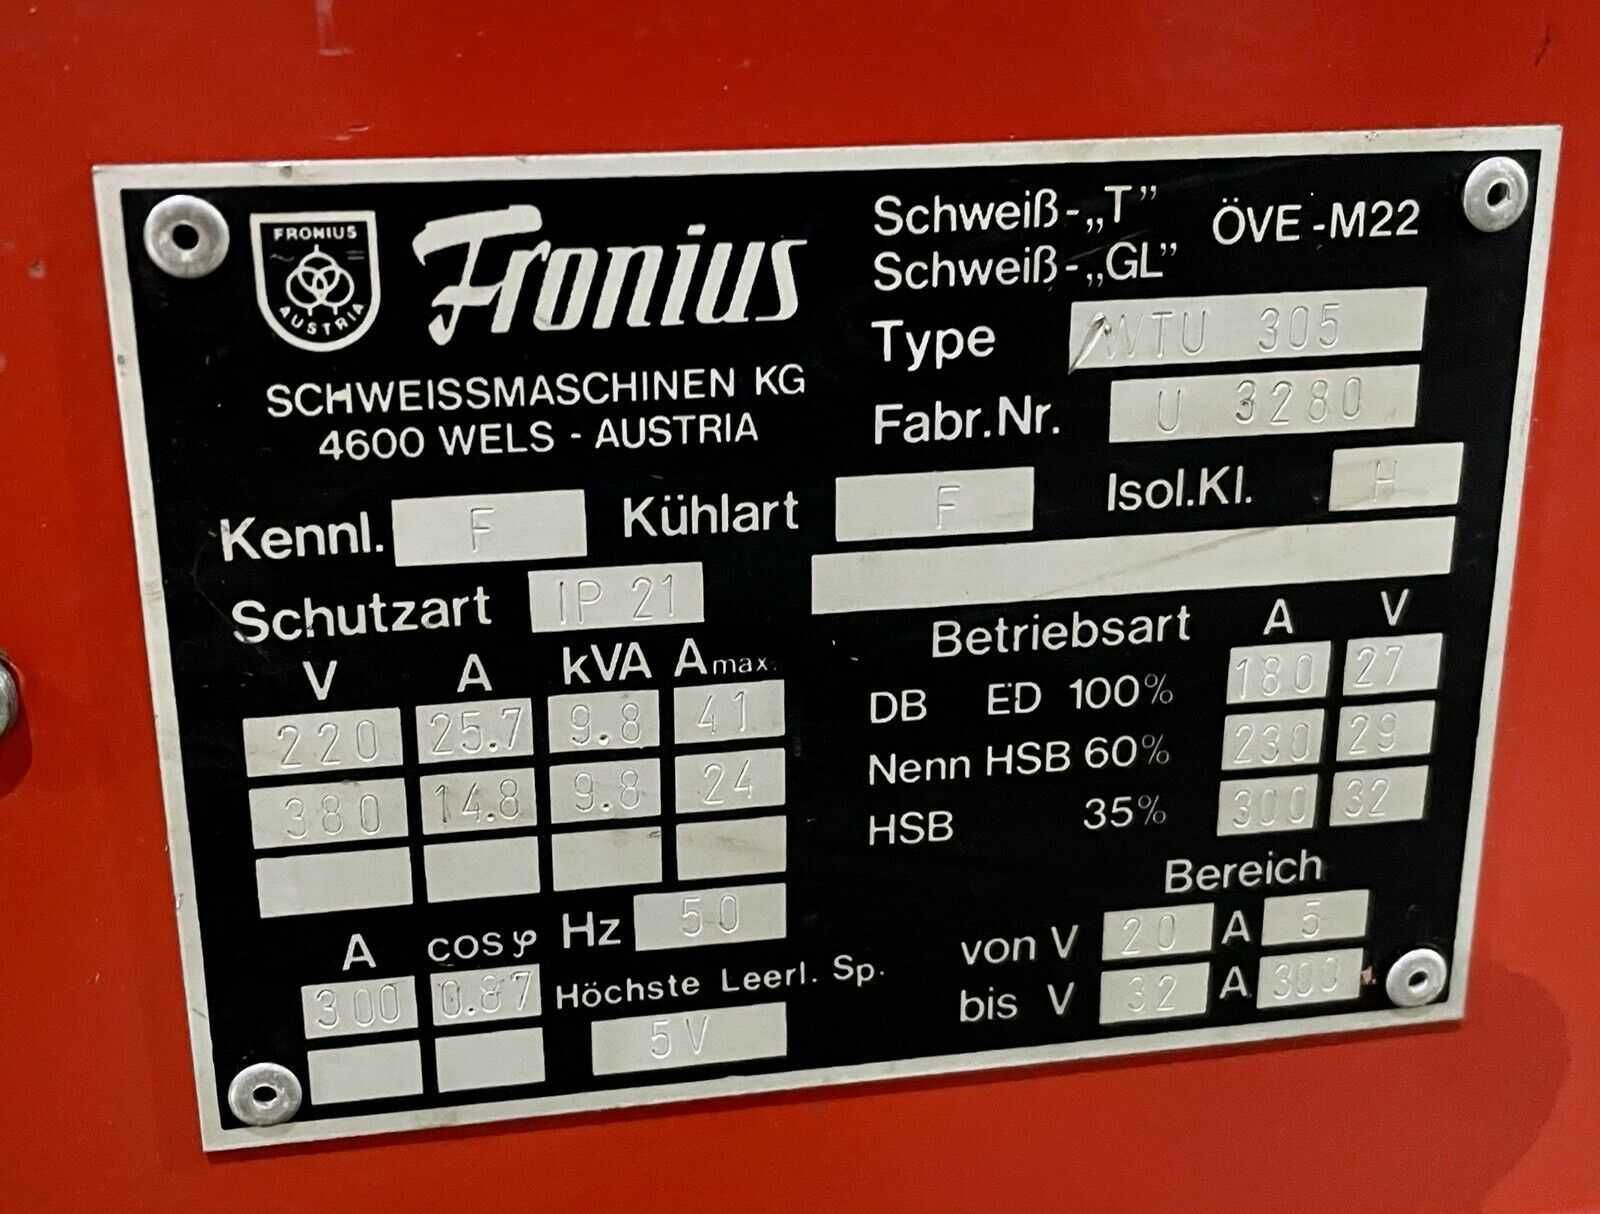 FRONIUS
AUSTRIA
Fronius
SCHWEISSMASCHINEN KG
4600 WELS - AUSTRIA
Schweiß-„T” ÖVE-M22
Schweiß-„GL”
Type WTU 305
Fabr.Nr. U 3280
Kennl. F Kühlart F Isol.Kl. H
Schutzart IP 21
V A kVA Amax.
220 25.7 9.8 41
380 14.8 9.8 24
A cosφ Hz 50
300 0.87 Höchste Leerl. Sp.
5V
Betriebsart A V
DB ED 100% 180 27
Nenn HSB 60% 230 29
HSB 35% 300 32
Bereich
von V 20 A 5
bis V 32 A 300